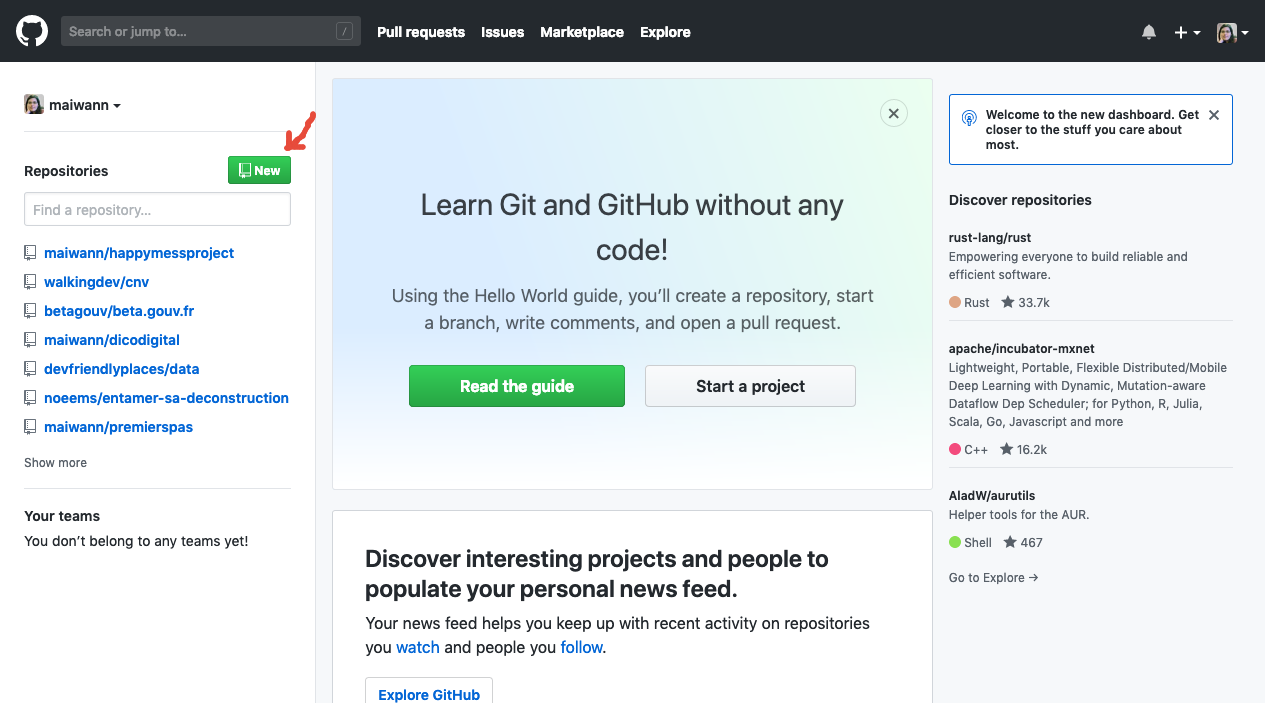 Search or jump to...
/
Pull requests
Issues
Marketplace
Explore
maiwann
Repositories
New
Find a repository...
maiwann/happymessproject
walkingdev/cnv
betagouv/beta.gouv.fr
maiwann/dicodigital
devfriendlyplaces/data
noeems/entamer-sa-deconstruction
maiwann/premierspas
Show more
Your teams
You don’t belong to any teams yet!
Learn Git and GitHub without any
code!
Using the Hello World guide, you’ll create a repository, start
a branch, write comments, and open a pull request.
Read the guide
Start a project
Discover interesting projects and people to
populate your personal news feed.
Your news feed helps you keep up with recent activity on repositories
you watch and people you follow.
Explore GitHub
Welcome to the new dashboard. Get
closer to the stuff you care about
most.
Discover repositories
rust-lang/rust
Empowering everyone to build reliable and
efficient software.
Rust 33.7k
apache/incubator-mxnet
Lightweight, Portable, Flexible Distributed/Mobile
Deep Learning with Dynamic, Mutation-aware
Dataflow Dep Scheduler; for Python, R, Julia,
Scala, Go, Javascript and more
C++ 16.2k
AladW/aurutils
Helper tools for the AUR.
Shell 467
Go to Explore →